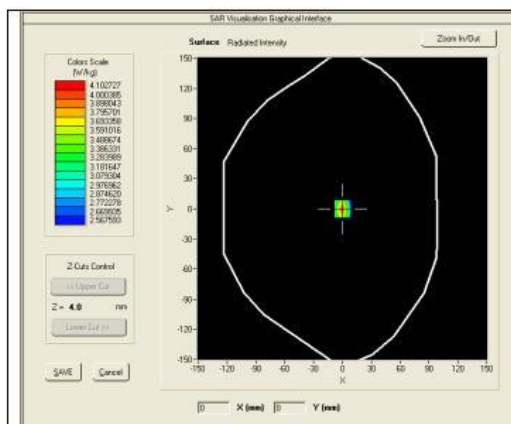 SAR Visualisation Graphical Interface
Surface Radiated Intensity
Zoom In/Out
Colors Scale
(W/kg)
4.102727
4.000385
3.898043
3.795701
3.693358
3.591016
3.488674
3.386331
3.283989
3.181647
3.079304
2.976962
2.874620
2.772278
2.669935
2.567593
Z-Cuts Control
<< Upper Cut
Z = 4.0 mm
Lower Cut >>
SAVE Cancel
150
120
90
60
30
0
-30
-60
-90
-120
-150
Y
-150 -120 -90 -60 -30 0 30 60 90 120 150
X
0 X (mm) 0 Y (mm)